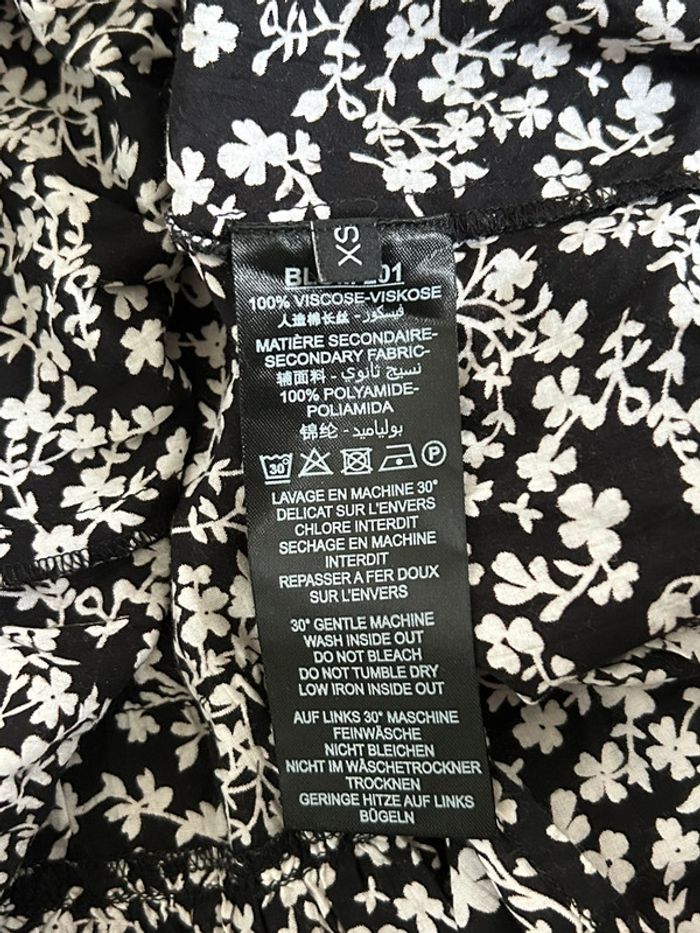 XS
100% VISCOSE-VISKOSE
人造棉长丝 - فيسكوز
MATIÈRE SECONDAIRE-
SECONDARY FABRIC-
辅面料 - نسيج ثانوي
100% POLYAMIDE-
POLIAMIDA
锦纶 - بولياميد
30°
P
LAVAGE EN MACHINE 30°
DELICAT SUR L'ENVERS
CHLORE INTERDIT
SECHAGE EN MACHINE
INTERDIT
REPASSER A FER DOUX
SUR L'ENVERS
30° GENTLE MACHINE
WASH INSIDE OUT
DO NOT BLEACH
DO NOT TUMBLE DRY
LOW IRON INSIDE OUT
AUF LINKS 30° MASCHINE
FEINWÄSCHE
NICHT BLEICHEN
NICHT IM WÄSCHETROCKNER
TROCKNEN
GERINGE HITZE AUF LINKS
BÜGELN